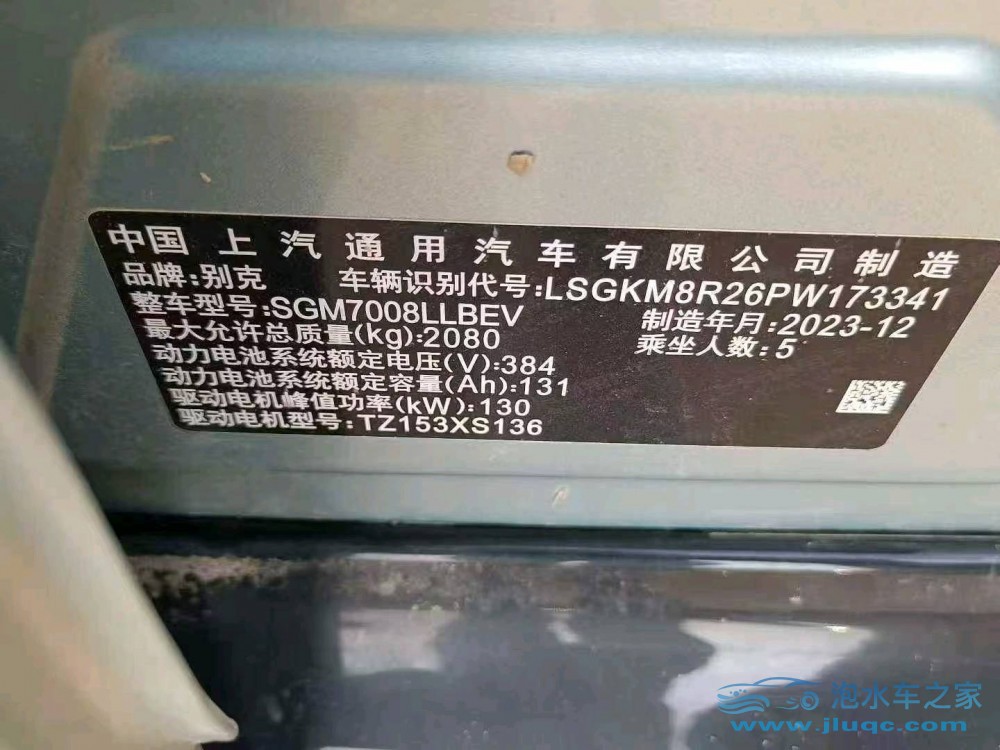 中国上汽通用汽车有限公司制造
品牌:别克 车辆识别代号:LSGKM8R26PW173341
整车型号:SGM7008LLBEV 制造年月:2023-12
最大允许总质量(kg):2080 乘坐人数:5
动力电池系统额定电压(V):384
动力电池系统额定容量(Ah):131
驱动电机峰值功率(kW):130
驱动电机型号:TZ153XS136
泡水车之家
www.jluqc.com